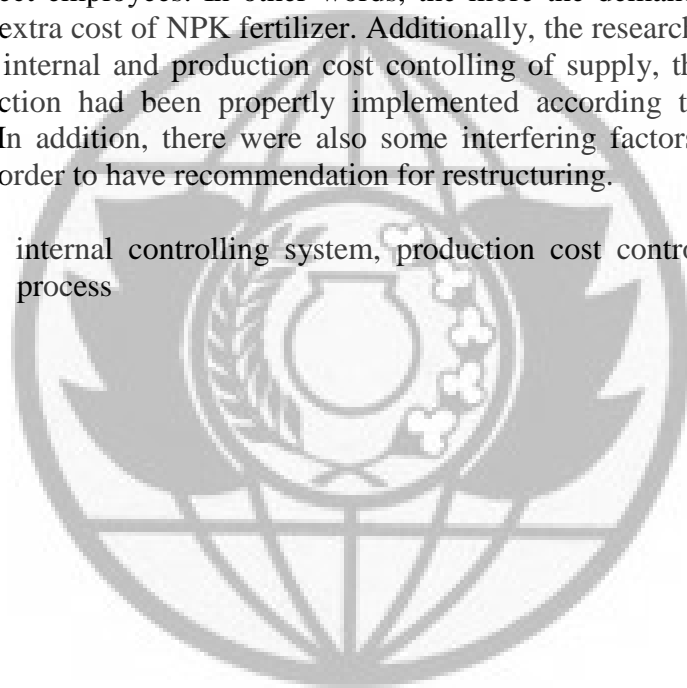 employees. In other words, the more the deman
extra cost of NPK fertilizer. Additionally, the research
internal and production cost contolling of supply, th
ction had been propertly implemented according t
In addition, there were also some interfering factors
order to have recommendation for restructuring.
internal controlling system, production cost contro
process